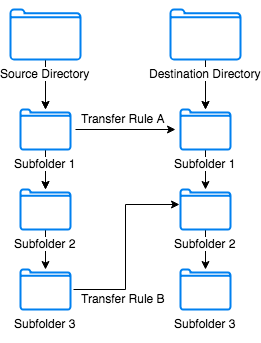 Source Directory
Destination Directory
Transfer Rule A
Subfolder 1
Subfolder 1
Subfolder 2
Subfolder 2
Transfer Rule B
Subfolder 3
Subfolder 3